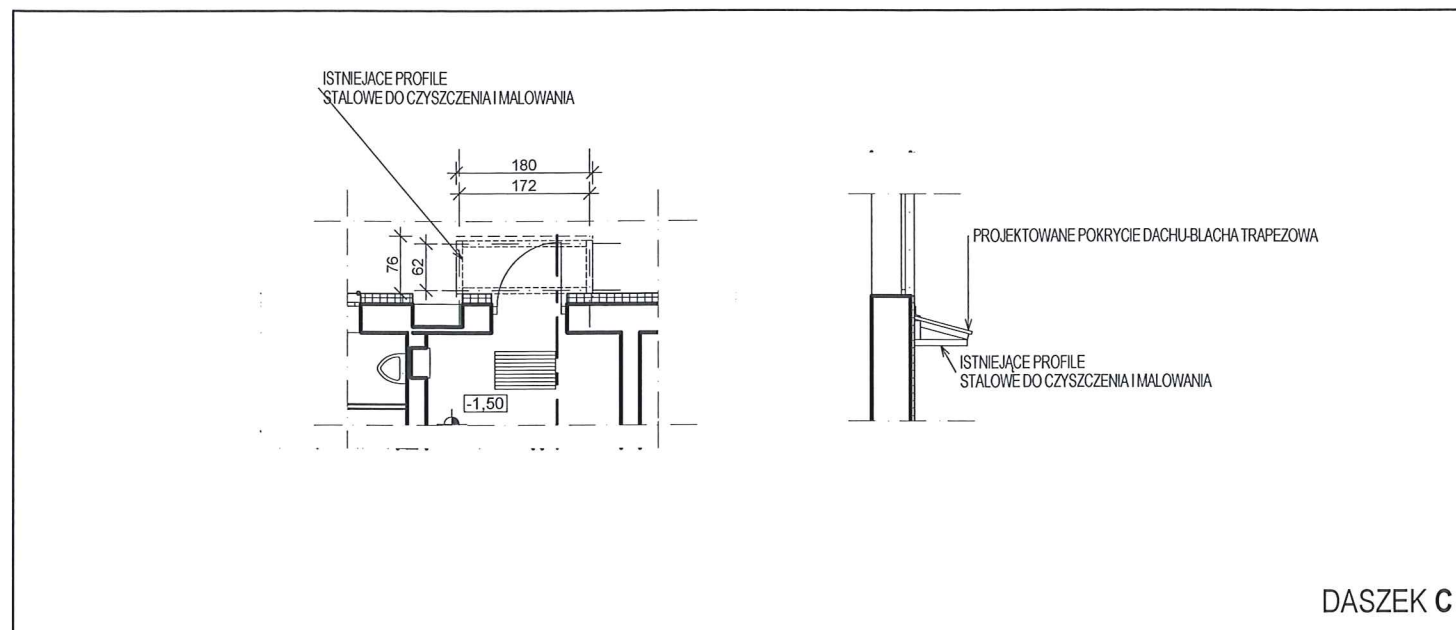 ISTNIEJACE PROFILE
STALOWE DO CZYSZCZENIA I MALOWANIA
180
172
76
62
-1,50
PROJEKTOWANE POKRYCIE DACHU-BLACHA TRAPEZOWA
ISTNIEJĄCE PROFILE
STALOWE DO CZYSZCZENIA I MALOWANIA
DASZEK C